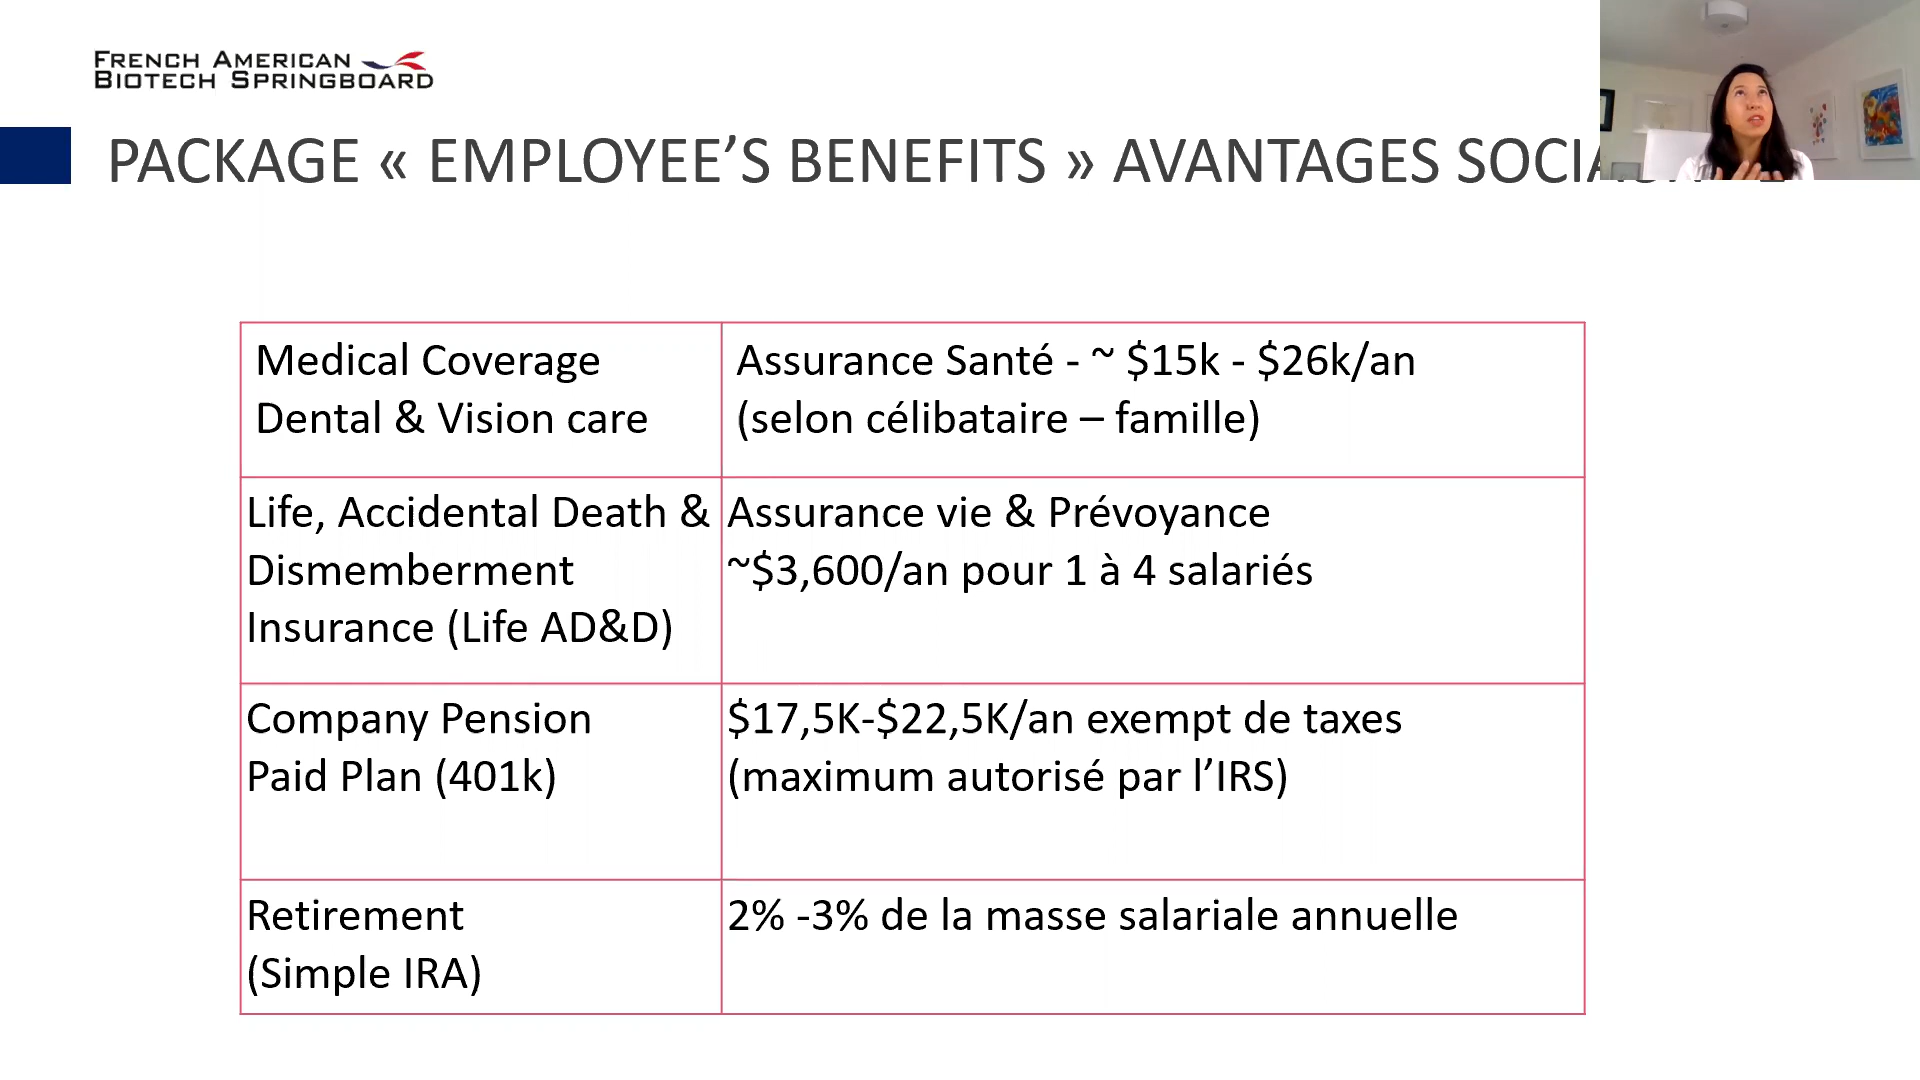 FRENCH AMERICAN
BIOTECH SPRINGBOARD
PACKAGE « EMPLOYEE’S BENEFITS » AVANTAGES
Medical Coverage
Dental & Vision care
Assurance Santé - ~ $15k - $26k/an
(selon célibataire – famille)
Life, Accidental Death &
Dismemberment
Insurance (Life AD&D)
Assurance vie & Prévoyance
~$3,600/an pour 1 à 4 salariés
Company Pension
Paid Plan (401k)
$17,5K-$22,5K/an exempt de taxes
(maximum autorisé par l’IRS)
Retirement
(Simple IRA)
2% -3% de la masse salariale annuelle